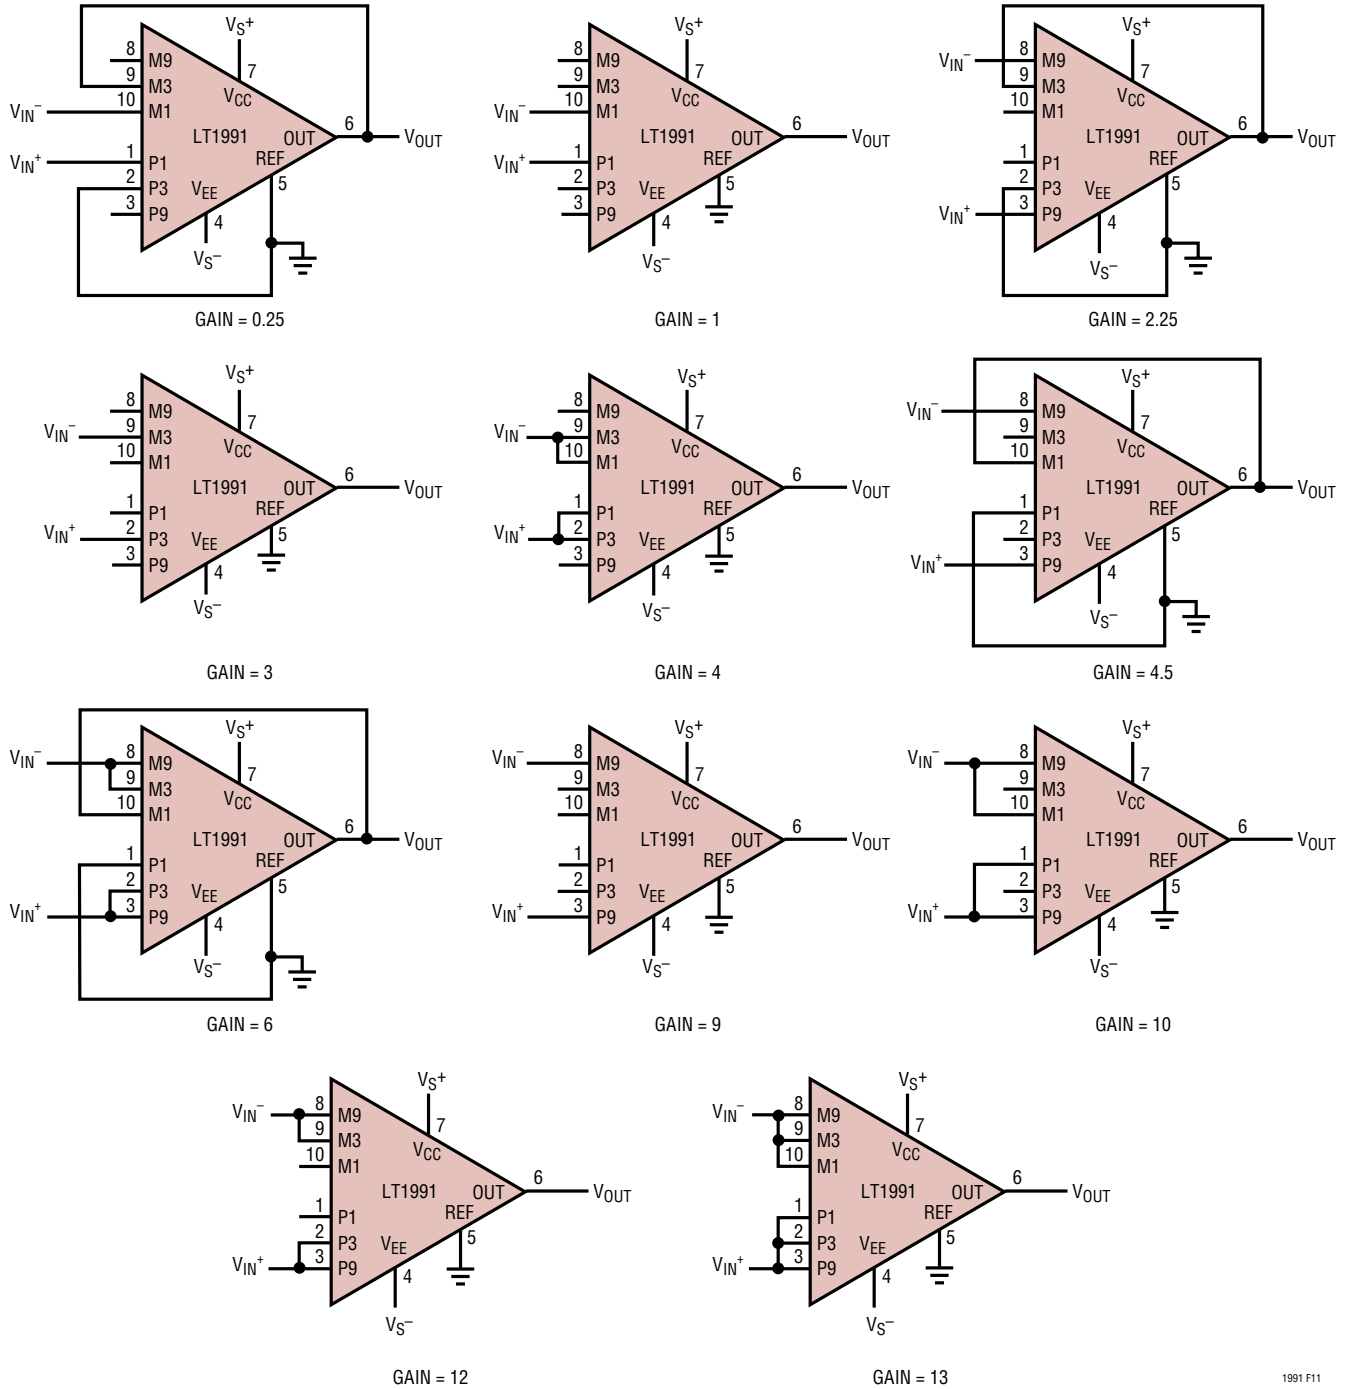 VS+
8 M9
7
9 M3
VCC
VIN− 10 M1
LT1991 OUT 6 VOUT
VIN+ 1 P1
REF
2 P3
VEE 5
3 P9
4
VS−
GAIN = 0.25
VS+
8 M9
7
9 M3
VCC
VIN− 10 M1
LT1991 OUT 6 VOUT
VIN+ 1 P1
REF
2 P3
VEE 5
3 P9
4
VS−
GAIN = 1
VS+
VIN− 8 M9
7
9 M3
VCC
10 M1
LT1991 OUT 6 VOUT
1 P1
REF
2 P3
VEE 5
VIN+ 3 P9
4
VS−
GAIN = 2.25
VS+
8 M9
7
VIN− 9 M3
VCC
10 M1
LT1991 OUT 6 VOUT
1 P1
REF
VIN+ 2 P3
VEE 5
3 P9
4
VS−
GAIN = 3
VS+
8 M9
7
VIN− 9 M3
VCC
10 M1
LT1991 OUT 6 VOUT
1 P1
REF
VIN+ 2 P3
VEE 5
3 P9
4
VS−
GAIN = 4
VS+
VIN− 8 M9
7
9 M3
VCC
10 M1
LT1991 OUT 6 VOUT
1 P1
REF
2 P3
VEE 5
VIN+ 3 P9
4
VS−
GAIN = 4.5
VS+
VIN− 8 M9
7
9 M3
VCC
10 M1
LT1991 OUT 6 VOUT
1 P1
REF
2 P3
VEE 5
VIN+ 3 P9
4
VS−
GAIN = 6
VS+
VIN− 8 M9
7
9 M3
VCC
10 M1
LT1991 OUT 6 VOUT
1 P1
REF
2 P3
VEE 5
VIN+ 3 P9
4
VS−
GAIN = 9
VS+
VIN− 8 M9
7
9 M3
VCC
10 M1
LT1991 OUT 6 VOUT
1 P1
REF
2 P3
VEE 5
VIN+ 3 P9
4
VS−
GAIN = 10
VS+
VIN− 8 M9
7
9 M3
VCC
10 M1
LT1991 OUT 6 VOUT
1 P1
REF
2 P3
VEE 5
VIN+ 3 P9
4
VS−
GAIN = 12
VS+
VIN− 8 M9
7
9 M3
VCC
10 M1
LT1991 OUT 6 VOUT
1 P1
REF
2 P3
VEE 5
VIN+ 3 P9
4
VS−
GAIN = 13
1991 F11